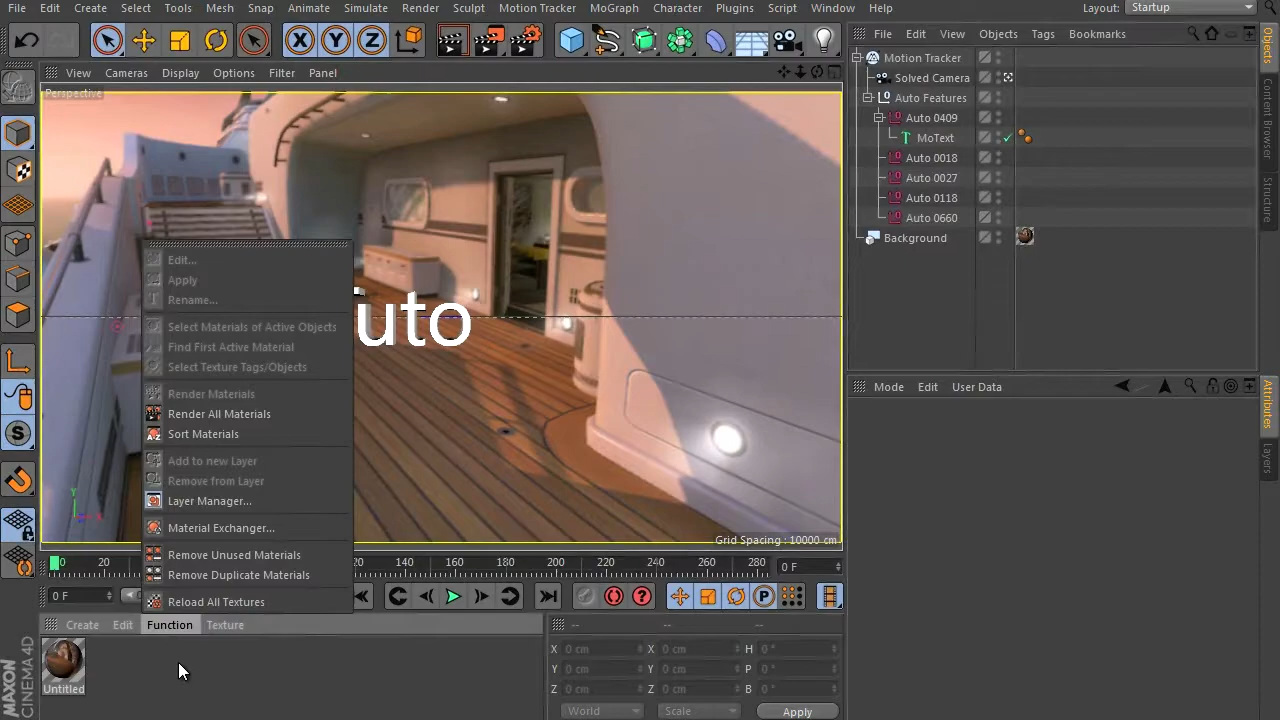 File Edit Create Select Tools Mesh Snap Animate Simulate Render Sculpt Motion Tracker MoGraph Character Plugins Script Window Help Layout: Startup
X Y Z
File Edit View Objects Tags Bookmarks
View Cameras Display Options Filter Panel
Perspective
Motion Tracker
Solved Camera
Auto Features
Auto 0409
MoText
Auto 0018
Auto 0027
Auto 0118
Auto 0660
Background
Objects
Content Browser
Structure
uto
Y
Edit...
Apply
Rename...
Select Materials of Active Objects
Find First Active Material
Select Texture Tags/Objects
Render Materials
Render All Materials
Sort Materials
Add to new Layer
Remove from Layer
Layer Manager...
Material Exchanger...
Remove Unused Materials
Remove Duplicate Materials
Reload All Textures
Grid Spacing : 10000 cm
Mode Edit User Data
Attributes
Layers
0 20 20 140 160 180 200 220 240 260 280 0 F
0 F
Create Edit Function Texture
Untitled
-- -- --
X 0 cm X 0 cm H 0 °
Y 0 cm Y 0 cm P 0 °
Z 0 cm Z 0 cm B 0 °
World Scale Apply
MAXON
CINEMA 4D